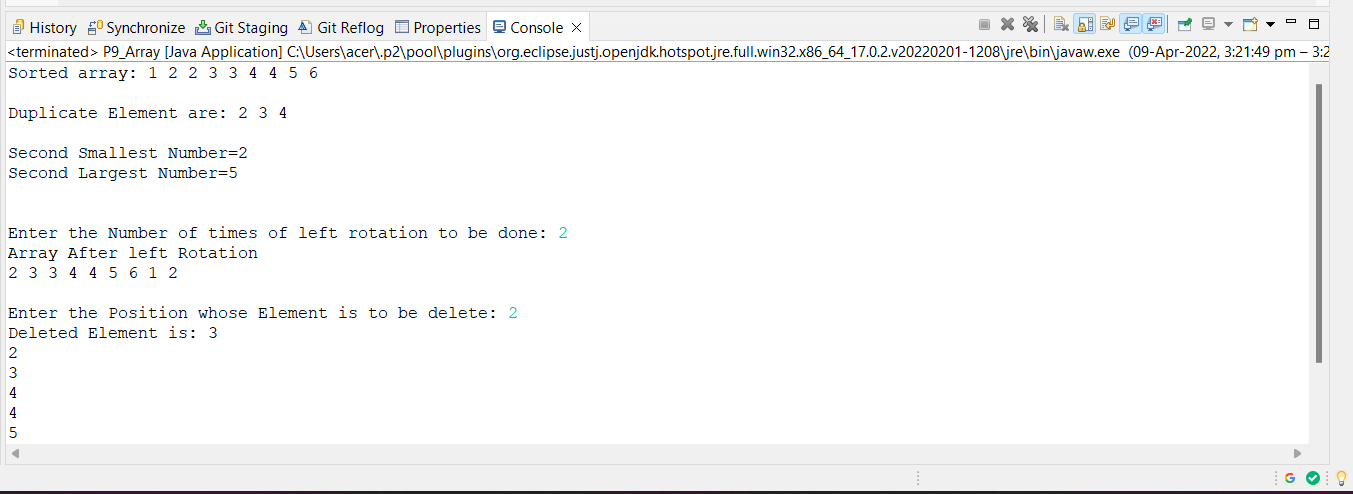 History Synchronize Git Staging Git Reflog Properties Console
<terminated> P9_Array [Java Application] C:\Users\acer\.p2\pool\plugins\org.eclipse.justj.openjdk.hotspot.jre.full.win32.x86_64_17.0.2.v20220201-1208\jre\bin\javaw.exe (09-Apr-2022, 3:21:49 pm – 3:2
Sorted array: 1 2 2 3 3 4 4 5 6
Duplicate Element are: 2 3 4
Second Smallest Number=2
Second Largest Number=5
Enter the Number of times of left rotation to be done: 2
Array After left Rotation
2 3 3 4 4 5 6 1 2
Enter the Position whose Element is to be delete: 2
Deleted Element is: 3
2
3
4
4
5